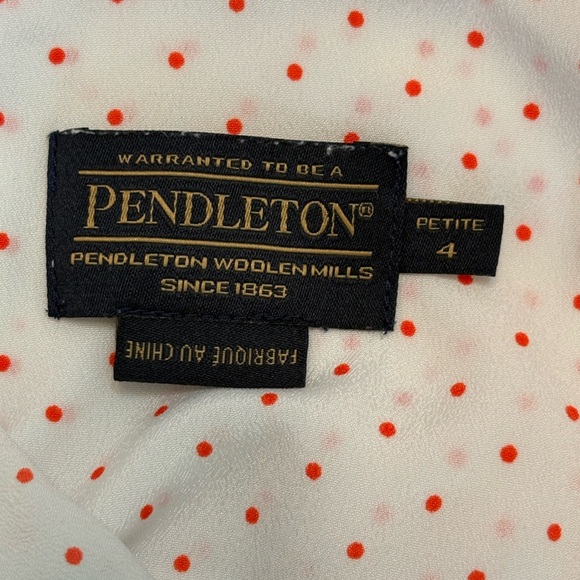 WARRANTED TO BE A
PENDLETON®
PENDLETON WOOLEN MILLS
SINCE 1863
PETITE
4
FABRIQUÉ AU CHINE